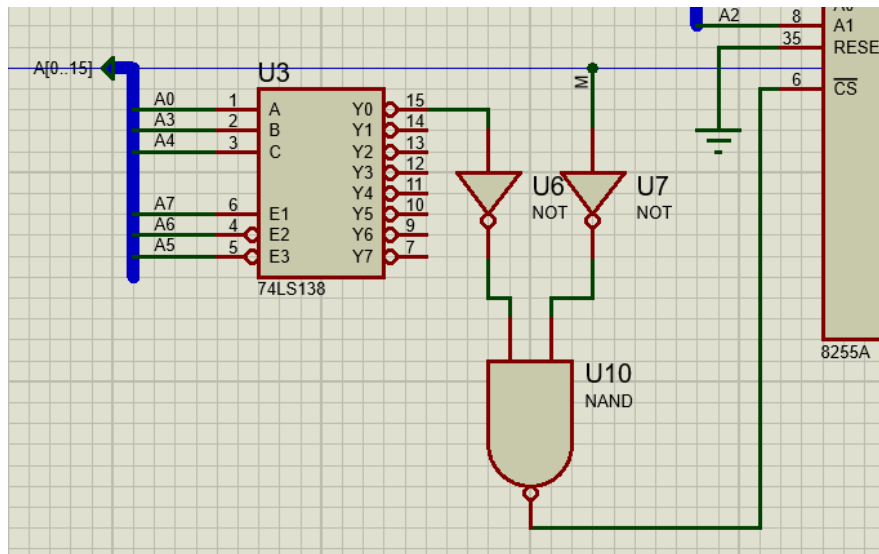 A0
A2
8
A1
35
RESE
6
CS
A[0..15]
U3
M
A0
1
A
Y0
15
A3
2
B
Y1
14
A4
3
C
Y2
13
Y3
12
Y4
11
A7
6
E1
Y5
10
A6
4
E2
Y6
9
A5
5
E3
Y7
7
74LS138
U6
NOT
U7
NOT
8255A
U10
NAND